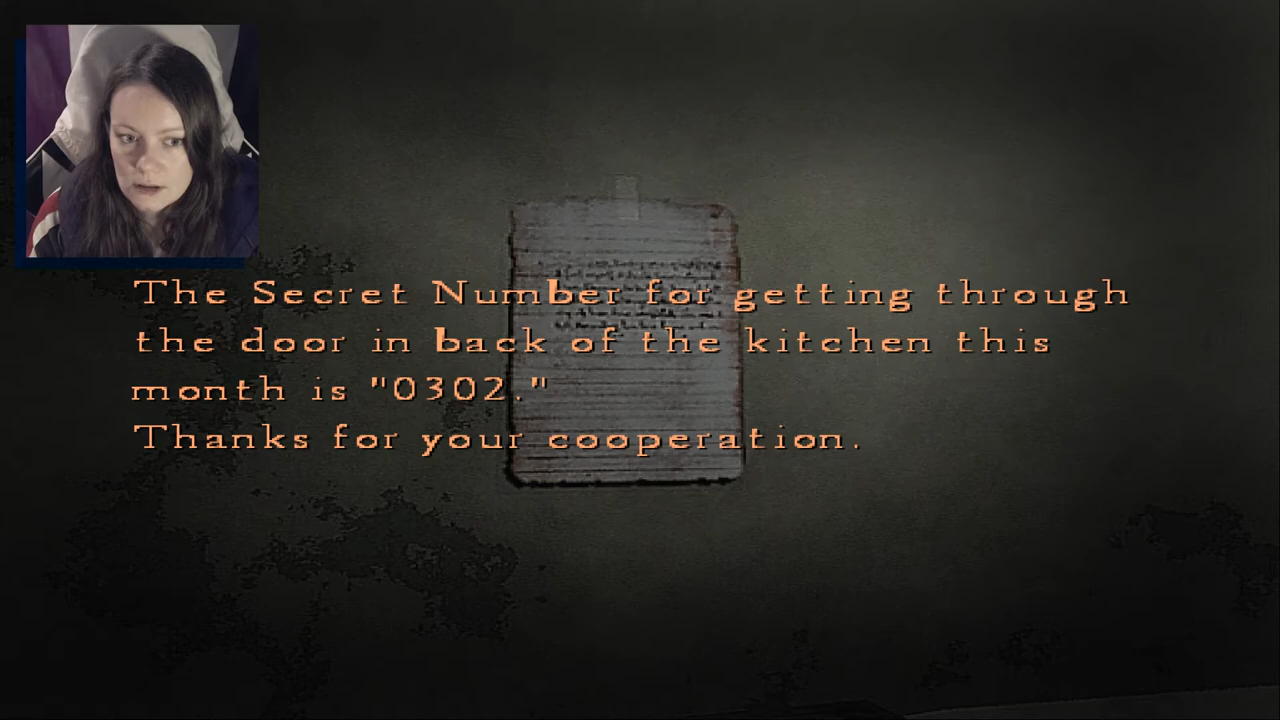 The Secret Number for getting through
the door in back of the kitchen this
month is "0302."
Thanks for your cooperation.